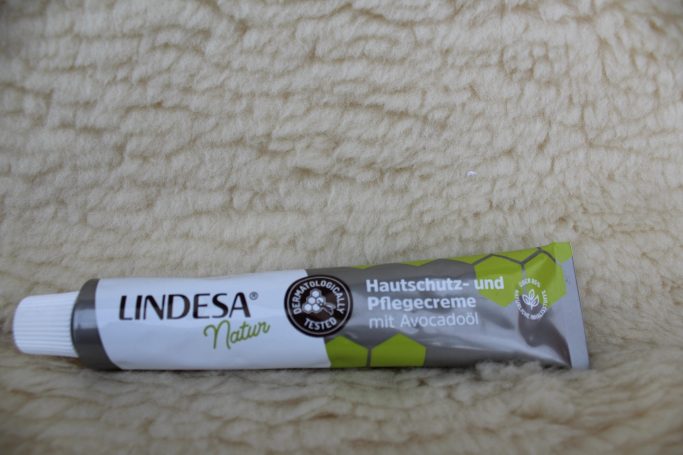 LINDESA®
Natur
DERMATOLOGICALLY
TESTED
Hautschutz- und
Pflegecreme
mit Avocadoöl